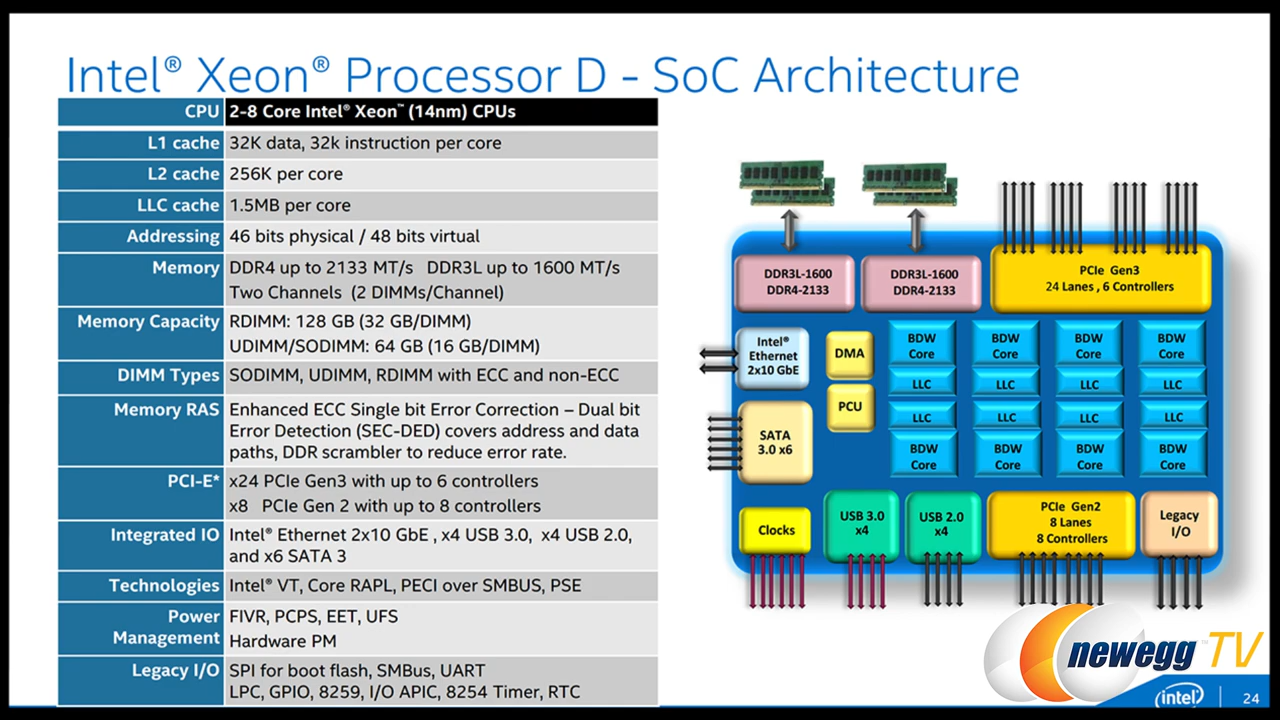 Intel® Xeon® Processor D - SoC Architecture
CPU 2-8 Core Intel® Xeon™ (14nm) CPUs
L1 cache 32K data, 32k instruction per core
L2 cache 256K per core
LLC cache 1.5MB per core
Addressing 46 bits physical / 48 bits virtual
Memory DDR4 up to 2133 MT/s DDR3L up to 1600 MT/s
Two Channels (2 DIMMs/Channel)
Memory Capacity RDIMM: 128 GB (32 GB/DIMM)
UDIMM/SODIMM: 64 GB (16 GB/DIMM)
DIMM Types SODIMM, UDIMM, RDIMM with ECC and non-ECC
Memory RAS Enhanced ECC Single bit Error Correction – Dual bit
Error Detection (SEC-DED) covers address and data
paths, DDR scrambler to reduce error rate.
PCI-E* x24 PCIe Gen3 with up to 6 controllers
x8 PCIe Gen 2 with up to 8 controllers
Integrated IO Intel® Ethernet 2x10 GbE , x4 USB 3.0, x4 USB 2.0,
and x6 SATA 3
Technologies Intel® VT, Core RAPL, PECI over SMBUS, PSE
Power FIVR, PCPS, EET, UFS
Management Hardware PM
Legacy I/O SPI for boot flash, SMBus, UART
LPC, GPIO, 8259, I/O APIC, 8254 Timer, RTC
DDR3L-1600
DDR4-2133
DDR3L-1600
DDR4-2133
PCIe Gen3
24 Lanes , 6 Controllers
Intel®
Ethernet
2x10 GbE
DMA
PCU
SATA
3.0 x6
BDW
Core
BDW
Core
BDW
Core
BDW
Core
LLC LLC LLC LLC
LLC LLC LLC LLC
BDW
Core
BDW
Core
BDW
Core
BDW
Core
Clocks
USB 3.0
x4
USB 2.0
x4
PCIe Gen2
8 Lanes
8 Controllers
Legacy
I/O
newegg TV
intel
24